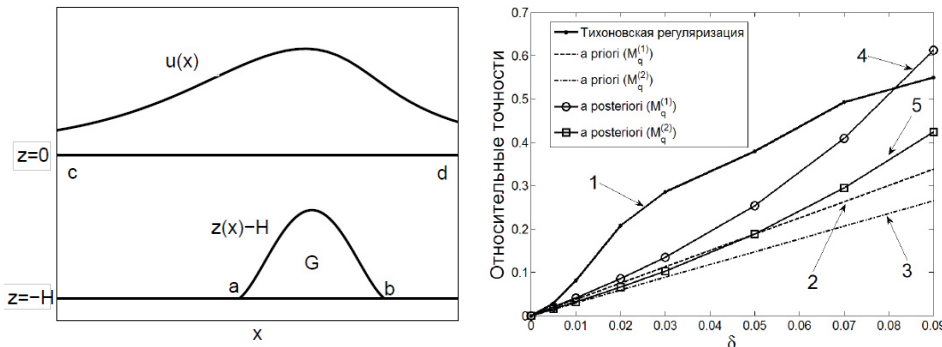 u(x)
z=0
c
d
z(x)−H
G
a
b
z=−H
x
0.7
0.6
0.5
0.4
0.3
0.2
0.1
0
Относительные точности
Тихоновская регуляризация
a priori (M_q^(1))
a priori (M_q^(2))
a posteriori (M_q^(1))
a posteriori (M_q^(2))
1
4
5
2
3
0 0.01 0.02 0.03 0.04 0.05 0.06 0.07 0.08 0.09
δ